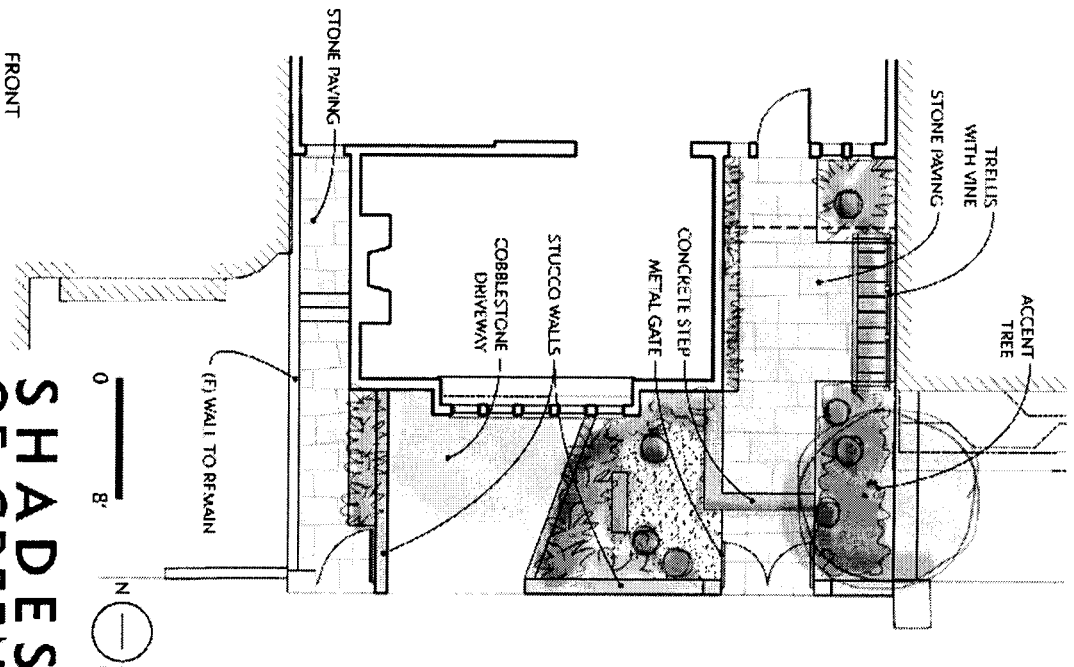 TRELLIS
WITH VINE
STONE PAVING
ACCENT
TREE
CONCRETE STEP
METAL GATE
STUCCO WALLS
COBBLESTONE
DRIVEWAY
STONE PAVING
(F) WALL TO REMAIN
FRONT
0 8'
N
SHADES